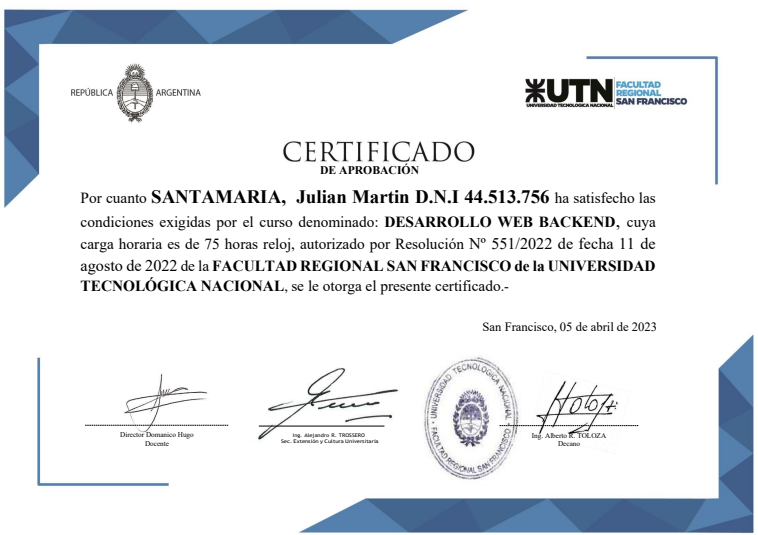 REPÚBLICA ARGENTINA
UTN
UNIVERSIDAD TECNOLOGICA NACIONAL
FACULTAD
REGIONAL
SAN FRANCISCO
CERTIFICADO
DE APROBACIÓN
Por cuanto SANTAMARIA, Julian Martin D.N.I 44.513.756 ha satisfecho las
condiciones exigidas por el curso denominado: DESARROLLO WEB BACKEND, cuya
carga horaria es de 75 horas reloj, autorizado por Resolución Nº 551/2022 de fecha 11 de
agosto de 2022 de la FACULTAD REGIONAL SAN FRANCISCO de la UNIVERSIDAD
TECNOLÓGICA NACIONAL, se le otorga el presente certificado.-
San Francisco, 05 de abril de 2023
Director Domanico Hugo
Docente
Ing. Alejandro R. TROSSERO
Sec. Extensión y Cultura Universitaria
UNIVERSIDAD TECNOLOGICA NACIONAL
FACULTAD REGIONAL SAN FRANCISCO
Ing. Alberto R. TOLOZA
Decano